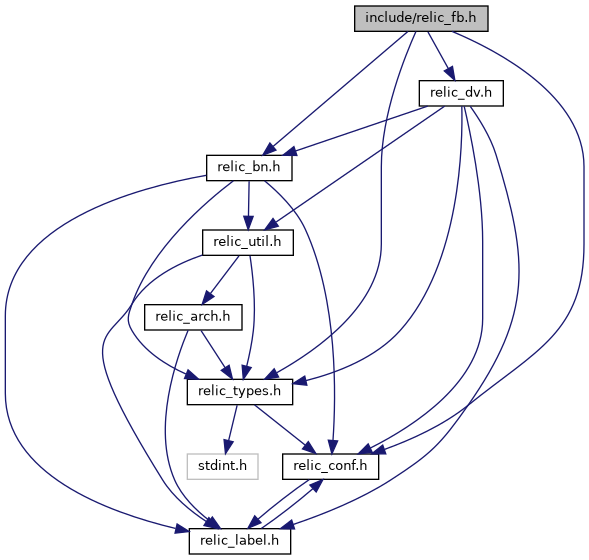 include/relic_fb.h
relic_dv.h
relic_bn.h
relic_util.h
relic_arch.h
relic_types.h
stdint.h
relic_conf.h
relic_label.h